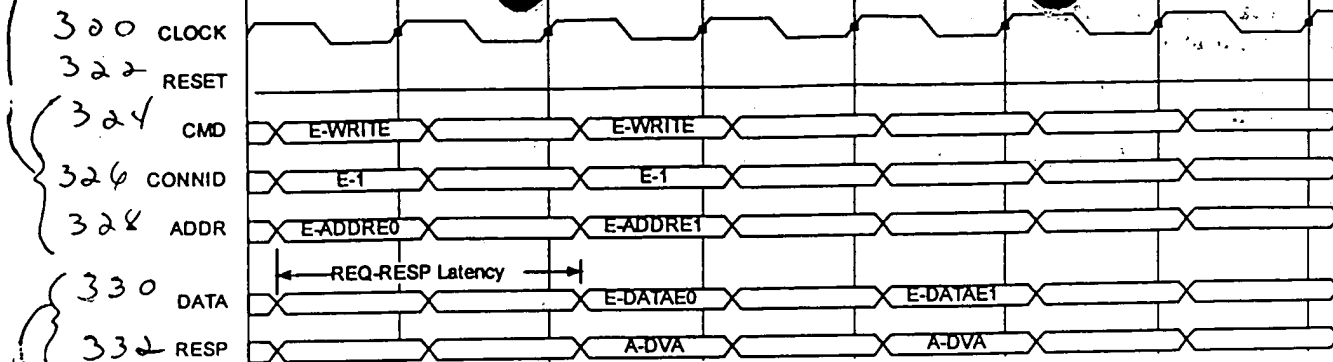 320 CLOCK
322 RESET
324 CMD E-WRITE E-WRITE
326 CONNID E-1 E-1
328 ADDR E-ADDRE0 E-ADDRE1
REQ-RESP Latency
330 DATA E-DATAE0 E-DATAE1
332 RESP A-DVA A-DVA